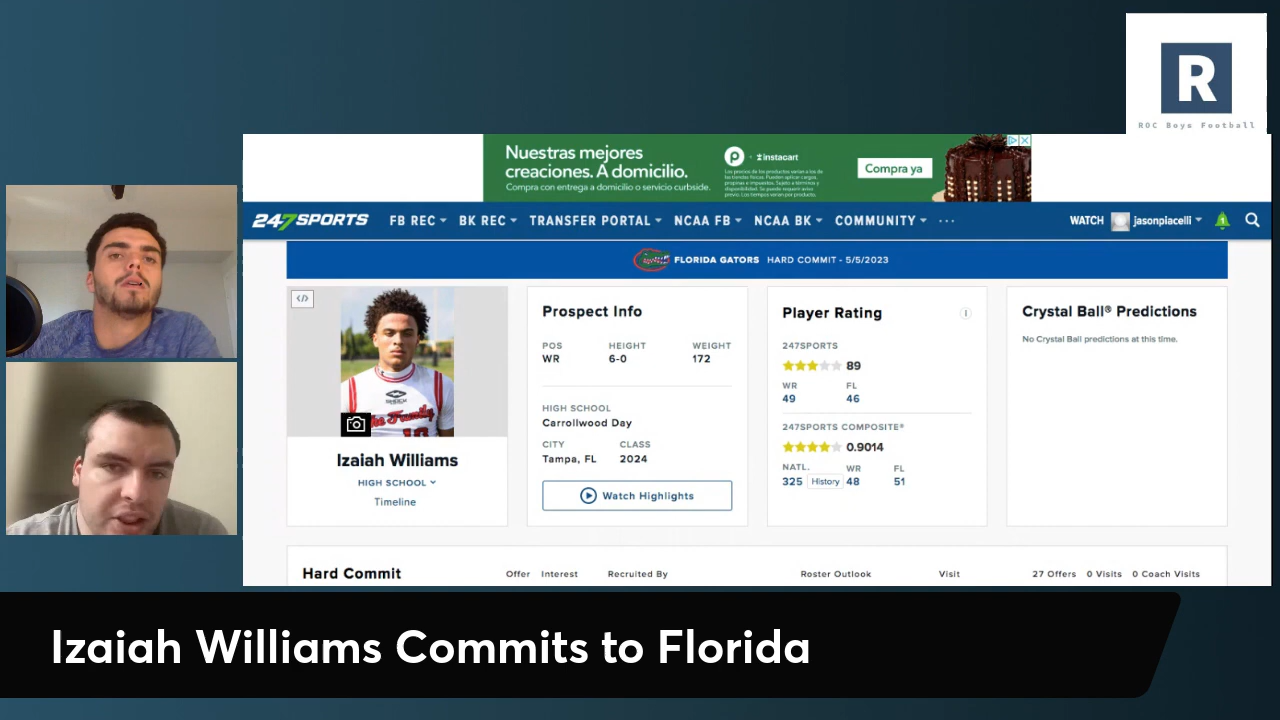 R
ROC Boys Football
Nuestras mejores
creaciones. A domicilio.
Compra con entrega a domicilio o servicio curbside.
instacart
Compra ya
247SPORTS
FB REC
BK REC
TRANSFER PORTAL
NCAA FB
NCAA BK
COMMUNITY
...
WATCH
jasonpiacelli
1
FLORIDA GATORS HARD COMMIT - 5/5/2023
</>
Izaiah Williams
HIGH SCHOOL
Timeline
Prospect Info
POS HEIGHT WEIGHT
WR 6-0 172
HIGH SCHOOL
Carrollwood Day
CITY CLASS
Tampa, FL 2024
Watch Highlights
Player Rating
i
247SPORTS
89
WR FL
49 46
247SPORTS COMPOSITE®
0.9014
NATL. WR FL
325 History 48 51
Crystal Ball® Predictions
No Crystal Ball predictions at this time.
Hard Commit Offer Interest Recruited By Roster Outlook Visit 27 Offers 0 Visits 0 Coach Visits
Izaiah Williams Commits to Florida